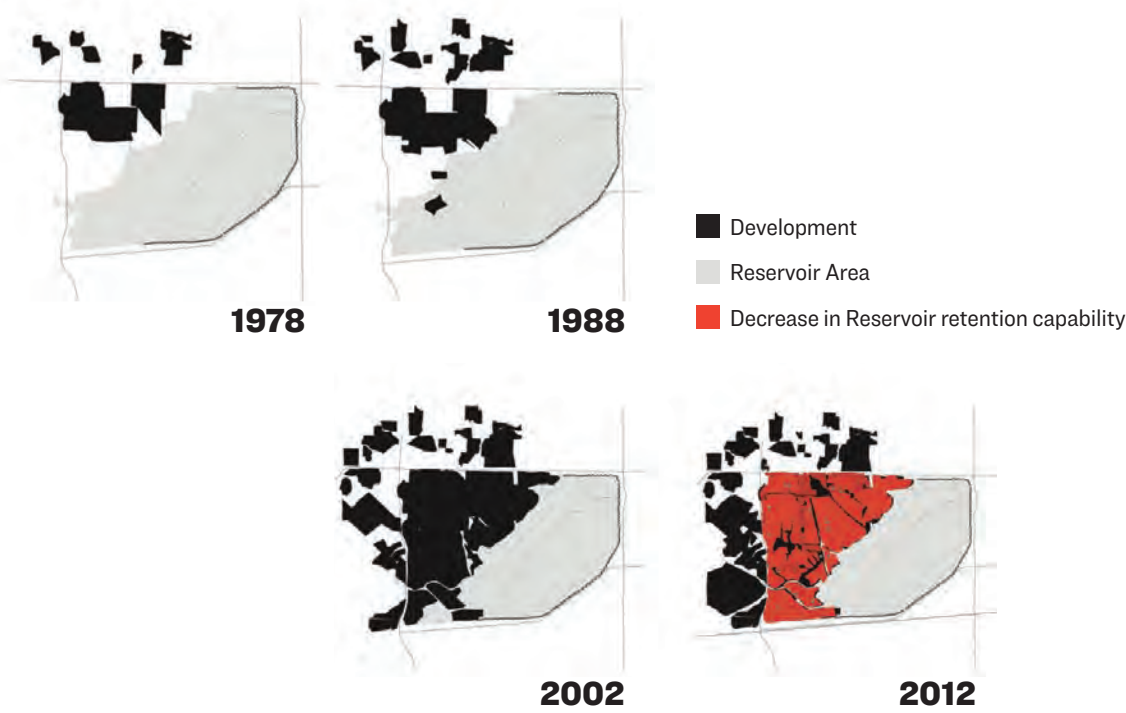 1978
1988
Development
Reservoir Area
Decrease in Reservoir retention capability
2002
2012